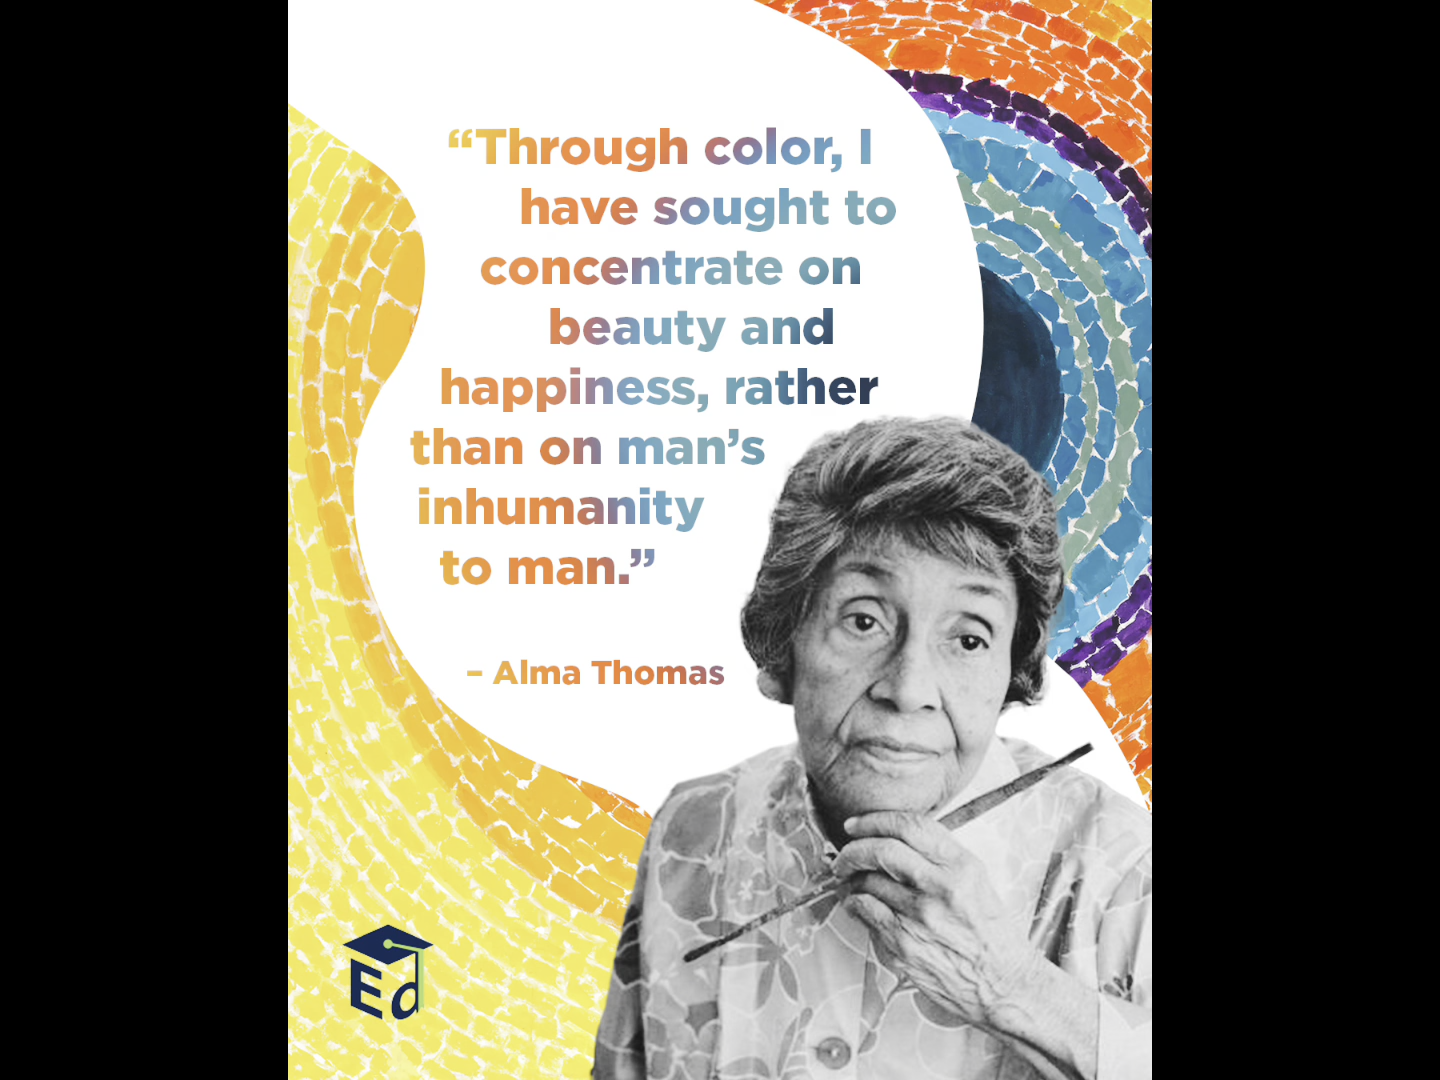 “Through color, I
have sought to
concentrate on
beauty and
happiness, rather
than on man’s
inhumanity
to man.”
– Alma Thomas
Ed